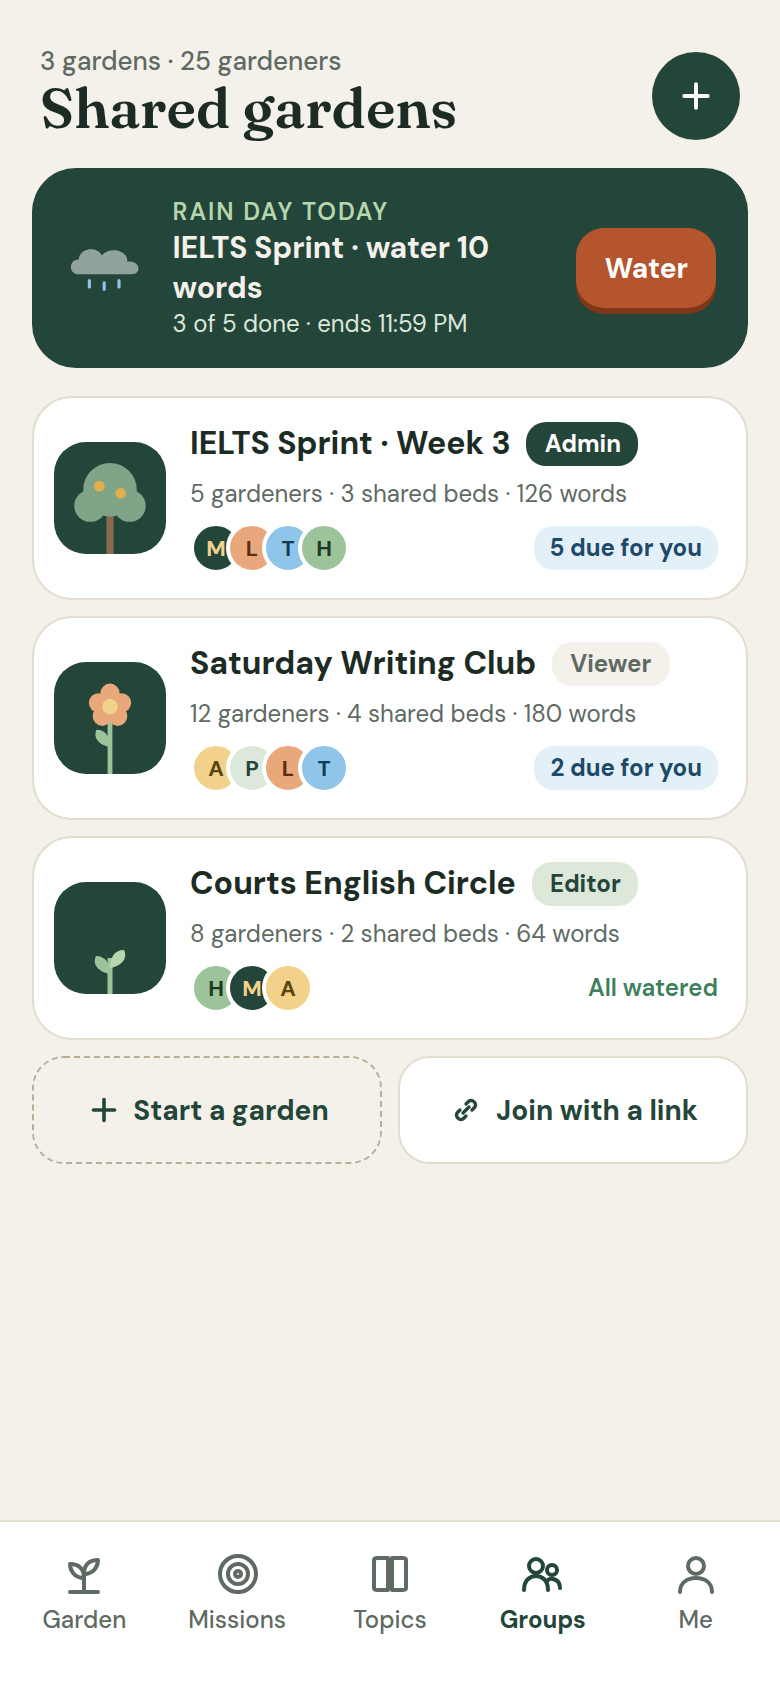 3 gardens · 25 gardeners
Shared gardens
RAIN DAY TODAY
IELTS Sprint · water 10
words
3 of 5 done · ends 11:59 PM
Water
IELTS Sprint · Week 3
Admin
5 gardeners · 3 shared beds · 126 words
M L T H
5 due for you
Saturday Writing Club
Viewer
12 gardeners · 4 shared beds · 180 words
A P L T
2 due for you
Courts English Circle
Editor
8 gardeners · 2 shared beds · 64 words
H M A
All watered
Start a garden
Join with a link
Garden
Missions
Topics
Groups
Me